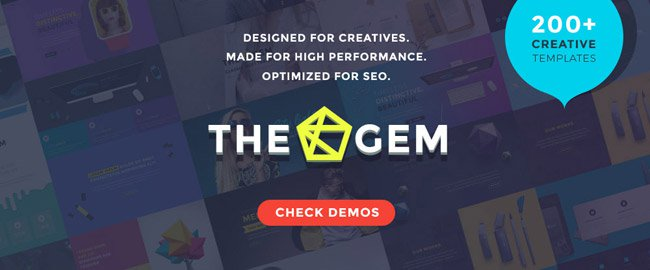 DESIGNED FOR CREATIVES.
MADE FOR HIGH PERFORMANCE.
OPTIMIZED FOR SEO.
200+
CREATIVE
TEMPLATES
THE GEM
CHECK DEMOS